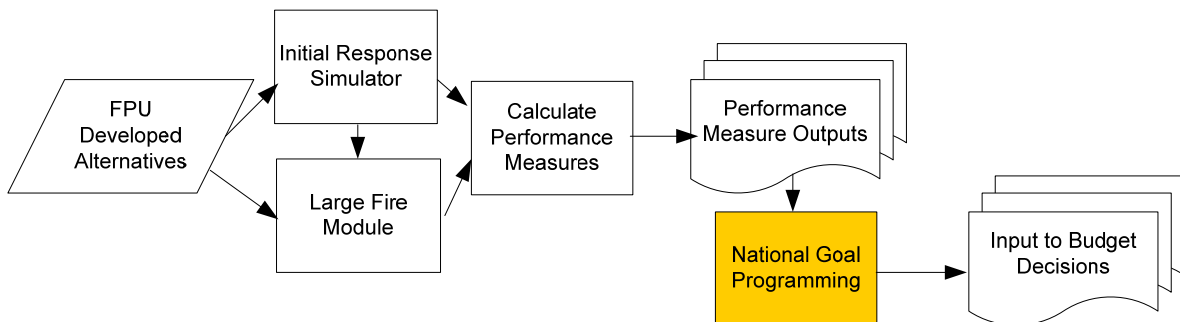 FPU
Developed
Alternatives
Initial Response
Simulator
Large Fire
Module
Calculate
Performance
Measures
Performance
Measure Outputs
National Goal
Programming
Input to Budget
Decisions